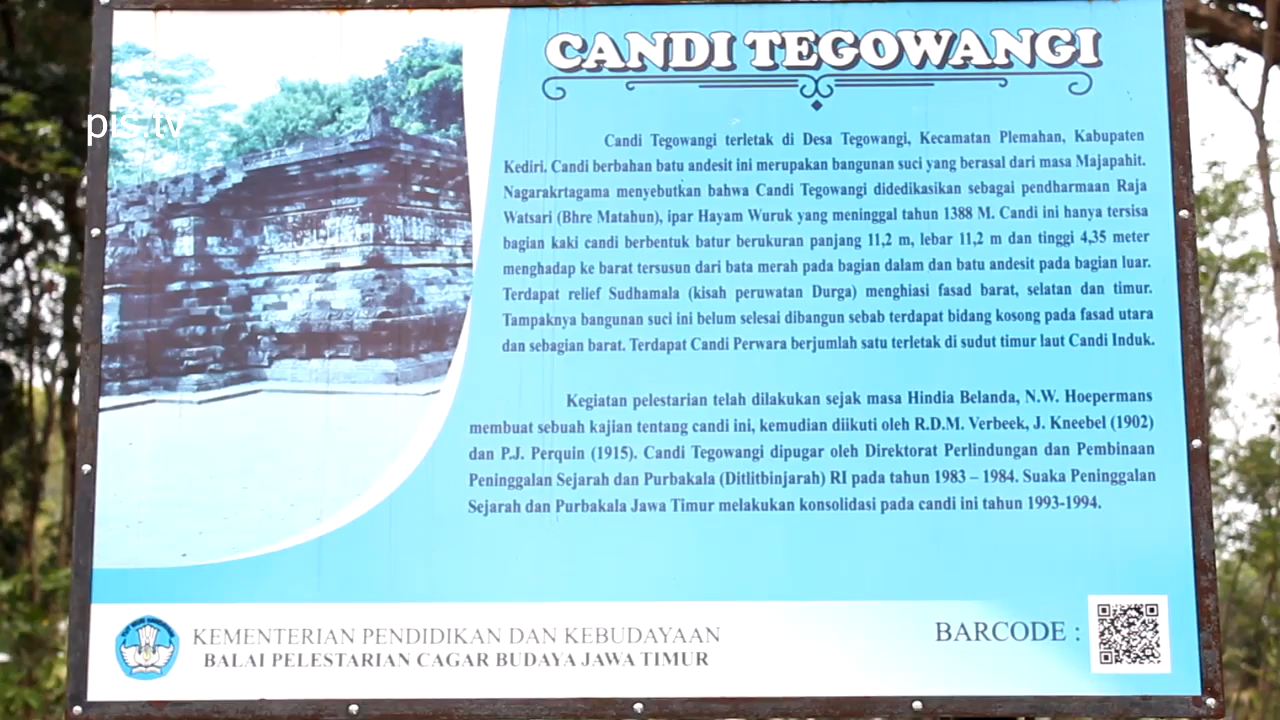 pis.tv
CANDI TEGOWANGI
Candi Tegowangi terletak di Desa Tegowangi, Kecamatan Plemahan, Kabupaten
Kediri. Candi berbahan batu andesit ini merupakan bangunan suci yang berasal dari masa Majapahit.
Nagarakrtagama menyebutkan bahwa Candi Tegowangi didedikasikan sebagai pendharmaan Raja
Watsari (Bhre Matahun), ipar Hayam Wuruk yang meninggal tahun 1388 M. Candi ini hanya tersisa
bagian kaki candi berbentuk batur berukuran panjang 11,2 m, lebar 11,2 m dan tinggi 4,35 meter
menghadap ke barat tersusun dari bata merah pada bagian dalam dan batu andesit pada bagian luar.
Terdapat relief Sudhamala (kisah peruwatan Durga) menghiasi fasad barat, selatan dan timur.
Tampaknya bangunan suci ini belum selesai dibangun sebab terdapat bidang kosong pada fasad utara
dan sebagian barat. Terdapat Candi Perwara berjumlah satu terletak di sudut timur laut Candi Induk.
Kegiatan pelestarian telah dilakukan sejak masa Hindia Belanda, N.W. Hoepermans
membuat sebuah kajian tentang candi ini, kemudian diikuti oleh R.D.M. Verbeek, J. Kneebel (1902)
dan P.J. Perquin (1915). Candi Tegowangi dipugar oleh Direktorat Perlindungan dan Pembinaan
Peninggalan Sejarah dan Purbakala (Ditlitbinjarah) RI pada tahun 1983 – 1984. Suaka Peninggalan
Sejarah dan Purbakala Jawa Timur melakukan konsolidasi pada candi ini tahun 1993-1994.
KEMENTERIAN PENDIDIKAN DAN KEBUDAYAAN
BALAI PELESTARIAN CAGAR BUDAYA JAWA TIMUR
BARCODE :